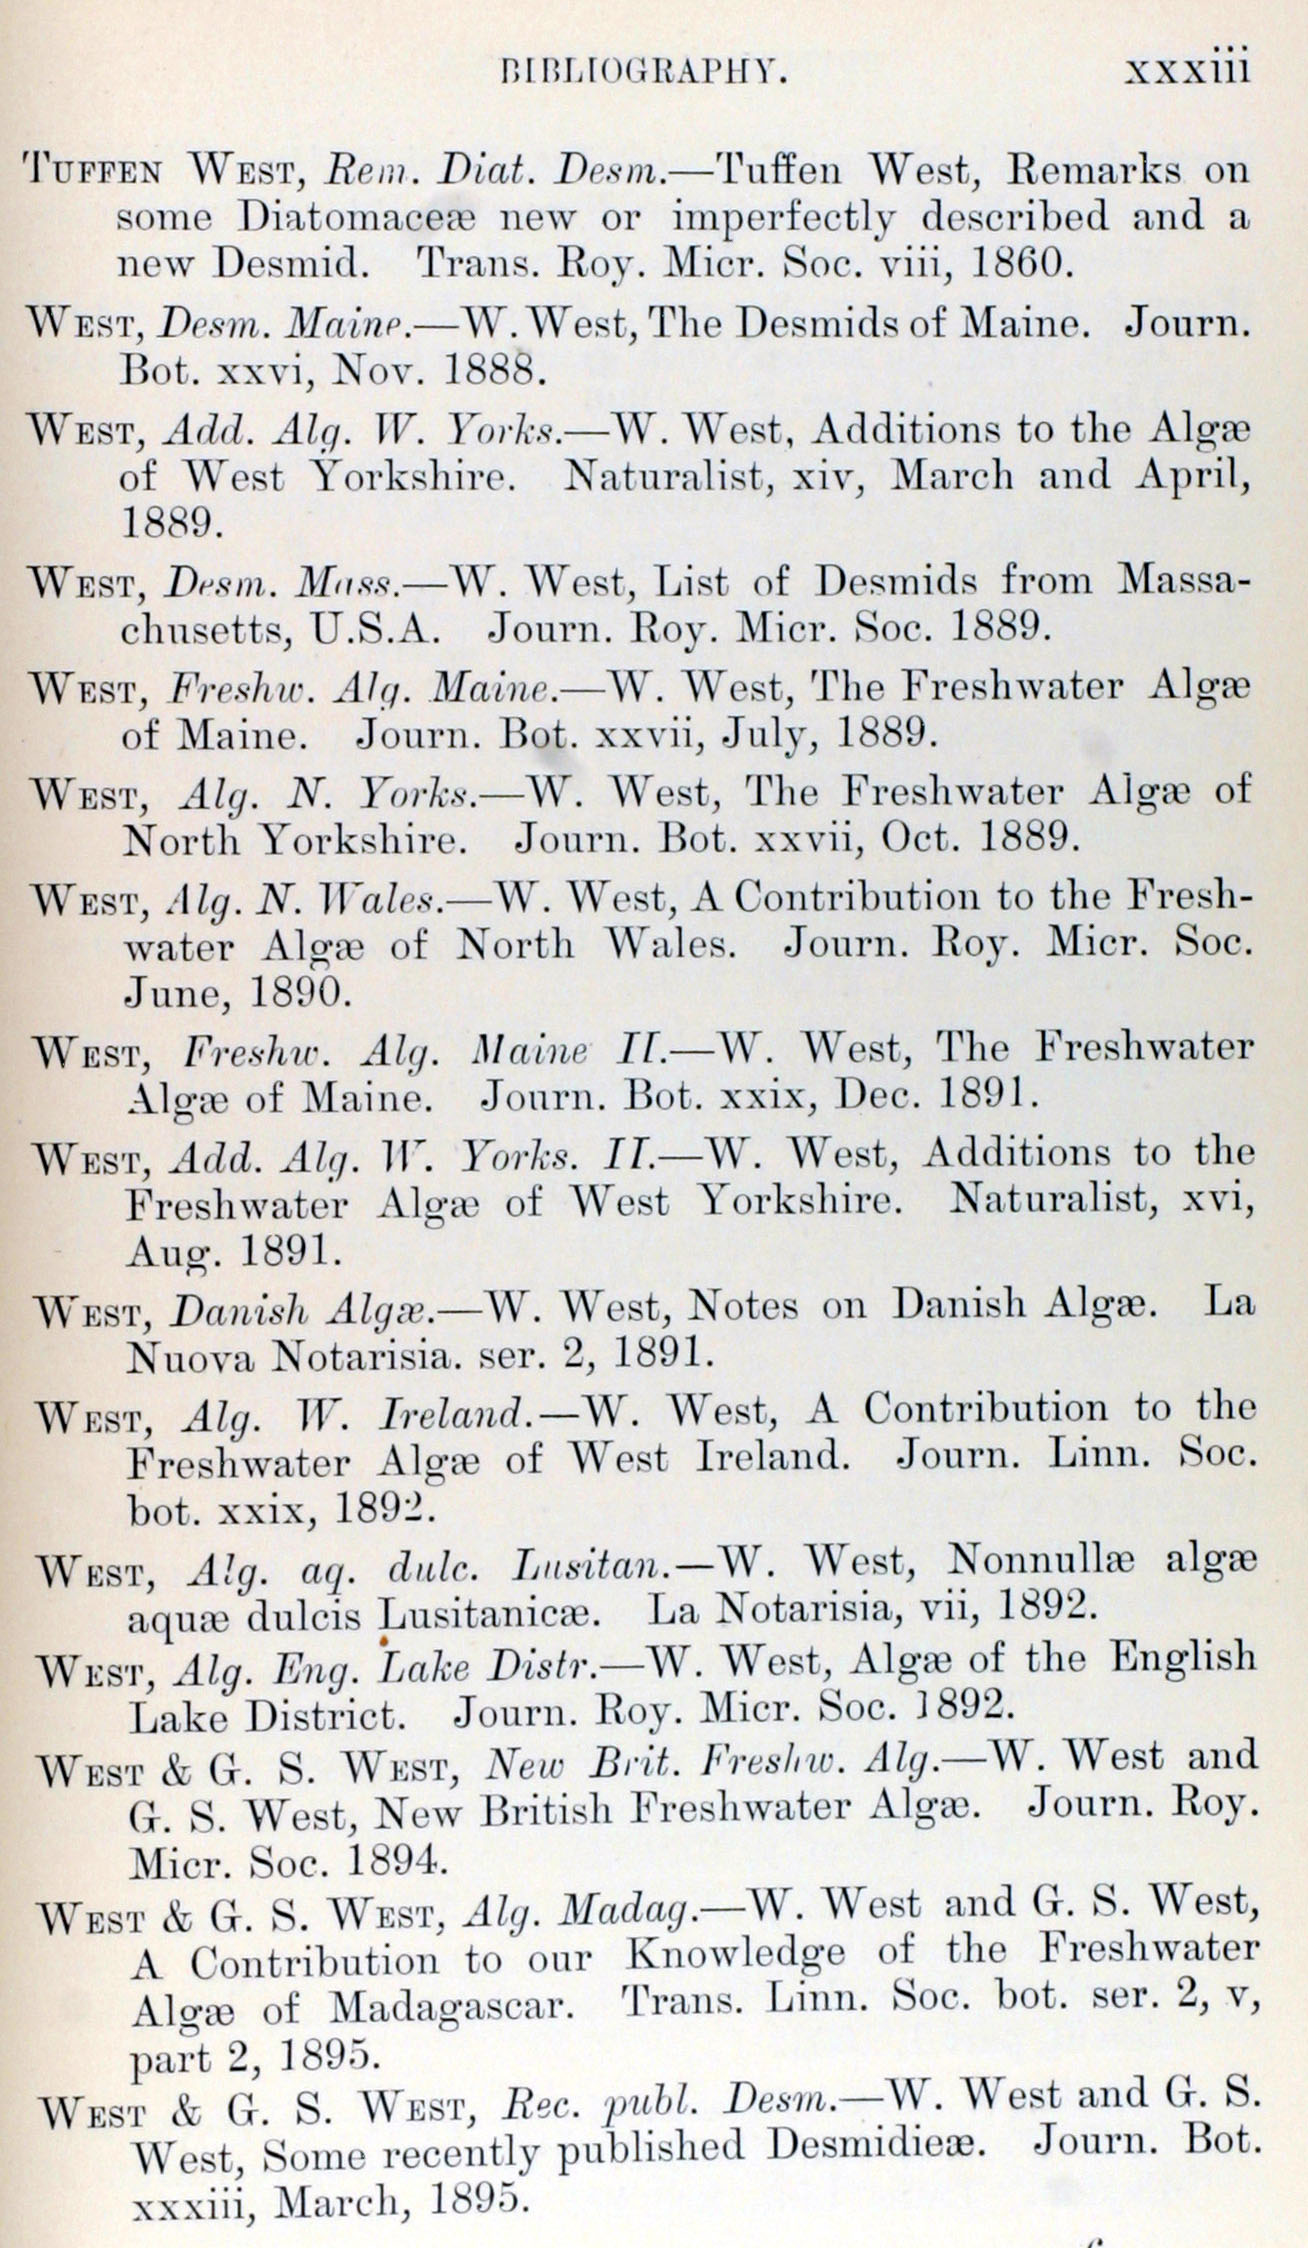 BIBLIOGRAPHY. xxxiii
TUFFEN WEST, Rem. Diat. Desm.—Tuffen West, Remarks on
some Diatomaceæ new or imperfectly described and a
new Desmid. Trans. Roy. Micr. Soc. viii, 1860.
WEST, Desm. Maine.—W. West, The Desmids of Maine. Journ.
Bot. xxvi, Nov. 1888.
WEST, Add. Alg. W. Yorks.—W. West, Additions to the Algæ
of West Yorkshire. Naturalist, xiv, March and April,
1889.
WEST, Desm. Mass.—W. West, List of Desmids from Massa-
chusetts, U.S.A. Journ. Roy. Micr. Soc. 1889.
WEST, Freshw. Alg. Maine.—W. West, The Freshwater Algæ
of Maine. Journ. Bot. xxvii, July, 1889.
WEST, Alg. N. Yorks.—W. West, The Freshwater Algæ of
North Yorkshire. Journ. Bot. xxvii, Oct. 1889.
WEST, Alg. N. Wales.—W. West, A Contribution to the Fresh-
water Algæ of North Wales. Journ. Roy. Micr. Soc.
June, 1890.
WEST, Freshw. Alg. Maine II.—W. West, The Freshwater
Algæ of Maine. Journ. Bot. xxix, Dec. 1891.
WEST, Add. Alg. W. Yorks. II.—W. West, Additions to the
Freshwater Algæ of West Yorkshire. Naturalist, xvi,
Aug. 1891.
WEST, Danish Algæ.—W. West, Notes on Danish Algæ. La
Nuova Notarisia. ser. 2, 1891.
WEST, Alg. W. Ireland.—W. West, A Contribution to the
Freshwater Algæ of West Ireland. Journ. Linn. Soc.
bot. xxix, 1892.
WEST, Alg. aq. dulc. Lusitan.—W. West, Nonnullæ algæ
aquæ dulcis Lusitanicæ. La Notarisia, vii, 1892.
WEST, Alg. Eng. Lake Distr.—W. West, Algæ of the English
Lake District. Journ. Roy. Micr. Soc. 1892.
WEST & G. S. WEST, New Brit. Freshw. Alg.—W. West and
G. S. West, New British Freshwater Algæ. Journ. Roy.
Micr. Soc. 1894.
WEST & G. S. WEST, Alg. Madag.—W. West and G. S. West,
A Contribution to our Knowledge of the Freshwater
Algæ of Madagascar. Trans. Linn. Soc. bot. ser. 2, v,
part 2, 1895.
WEST & G. S. WEST, Rec. publ. Desm.—W. West and G. S.
West, Some recently published Desmidieæ. Journ. Bot.
xxxiii, March, 1895.